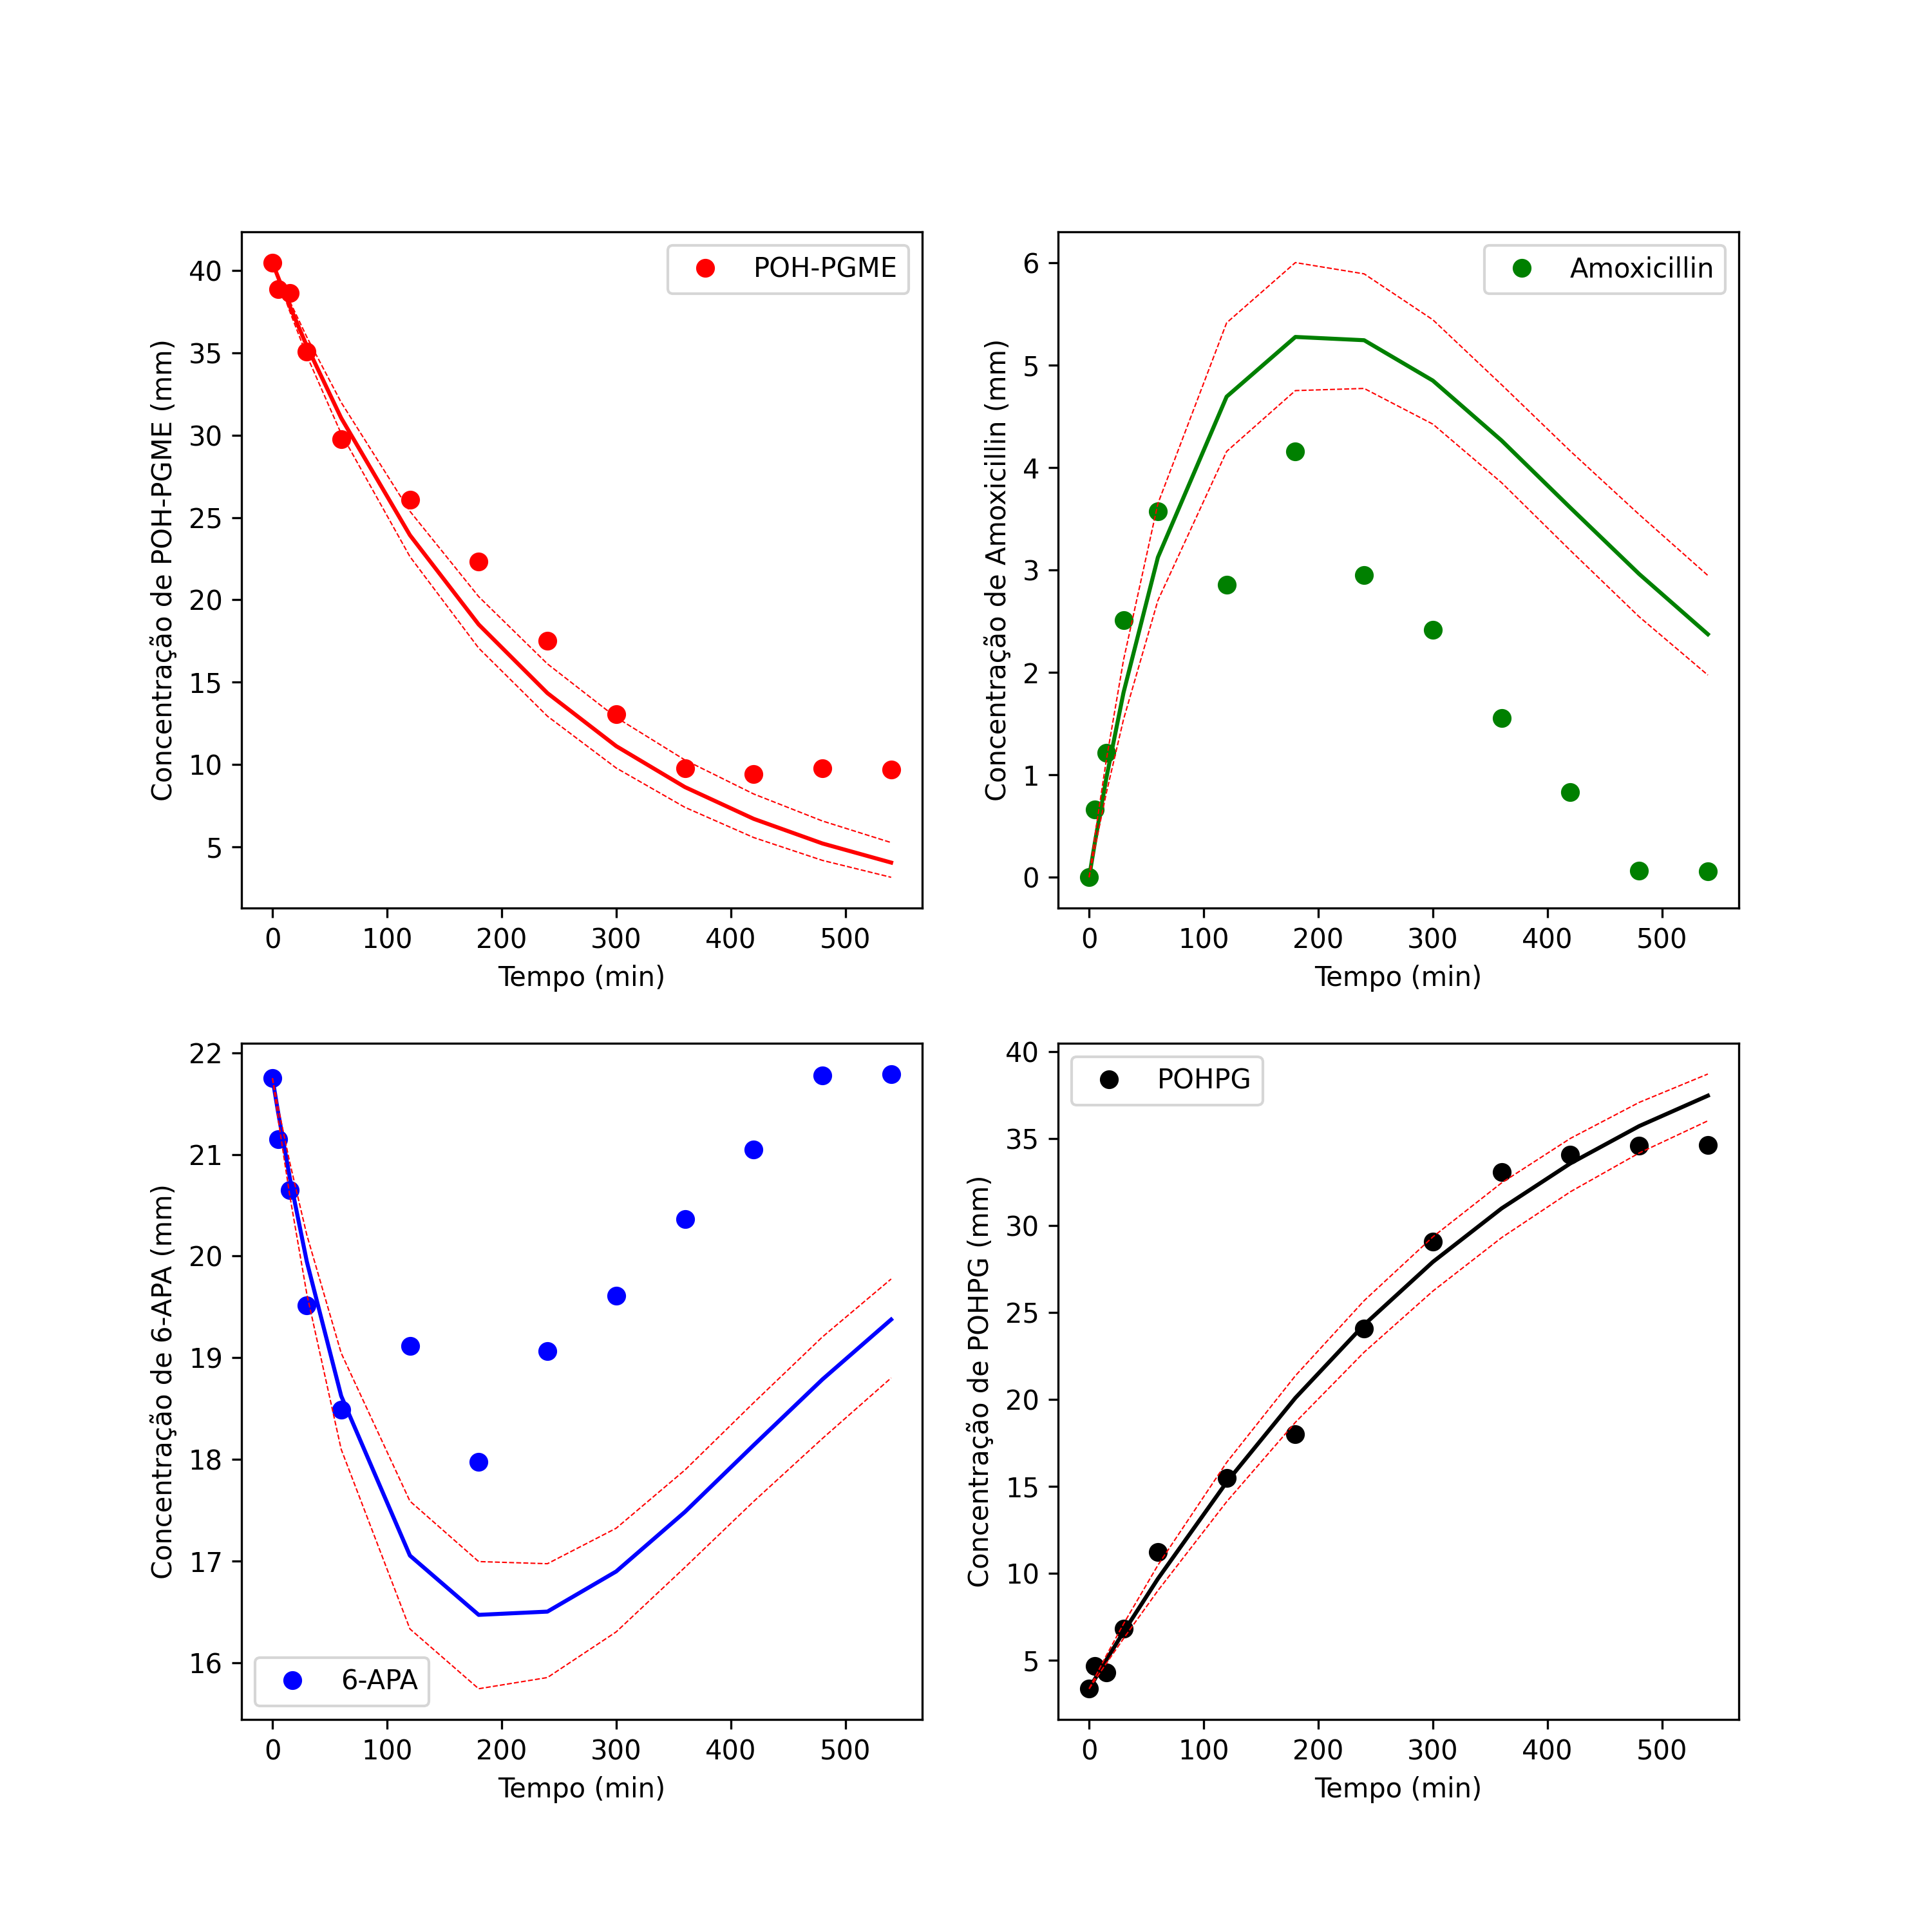 POH-PGME
Concentração de POH-PGME (mm)
40
35
30
25
20
15
10
5
0 100 200 300 400 500
Tempo (min)
Amoxicillin
Concentração de Amoxicillin (mm)
6
5
4
3
2
1
0
0 100 200 300 400 500
Tempo (min)
6-APA
Concentração de 6-APA (mm)
22
21
20
19
18
17
16
0 100 200 300 400 500
Tempo (min)
POHPG
Concentração de POHPG (mm)
40
35
30
25
20
15
10
5
0 100 200 300 400 500
Tempo (min)